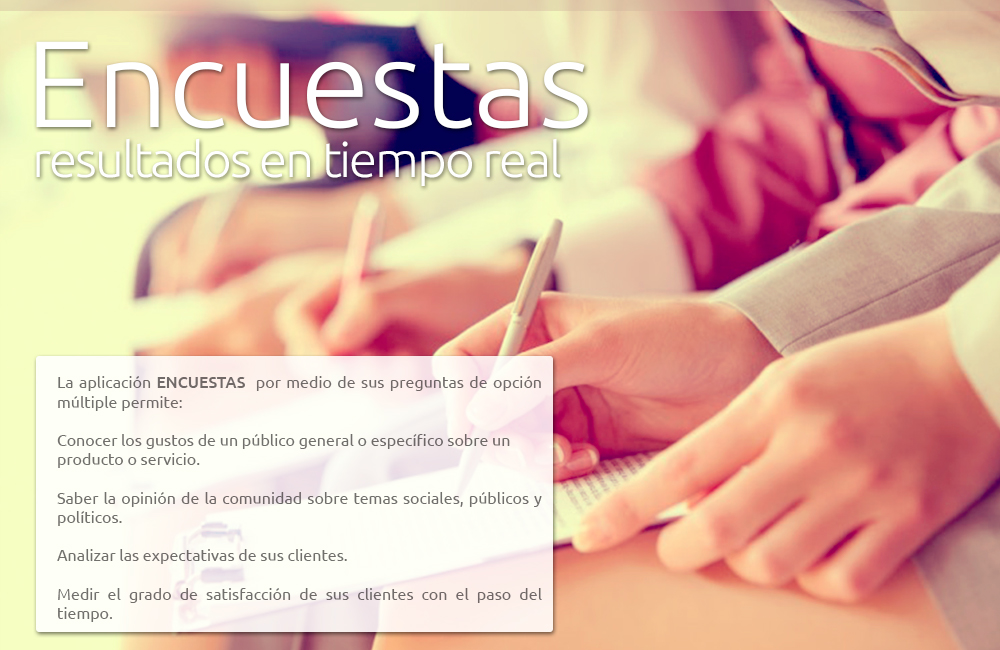 Encuestas
resultados en tiempo real
La aplicación ENCUESTAS por medio de sus preguntas de opción
múltiple permite:
Conocer los gustos de un público general o específico sobre un
producto o servicio.
Saber la opinión de la comunidad sobre temas sociales, públicos y
políticos.
Analizar las expectativas de sus clientes.
Medir el grado de satisfacción de sus clientes con el paso del
tiempo.